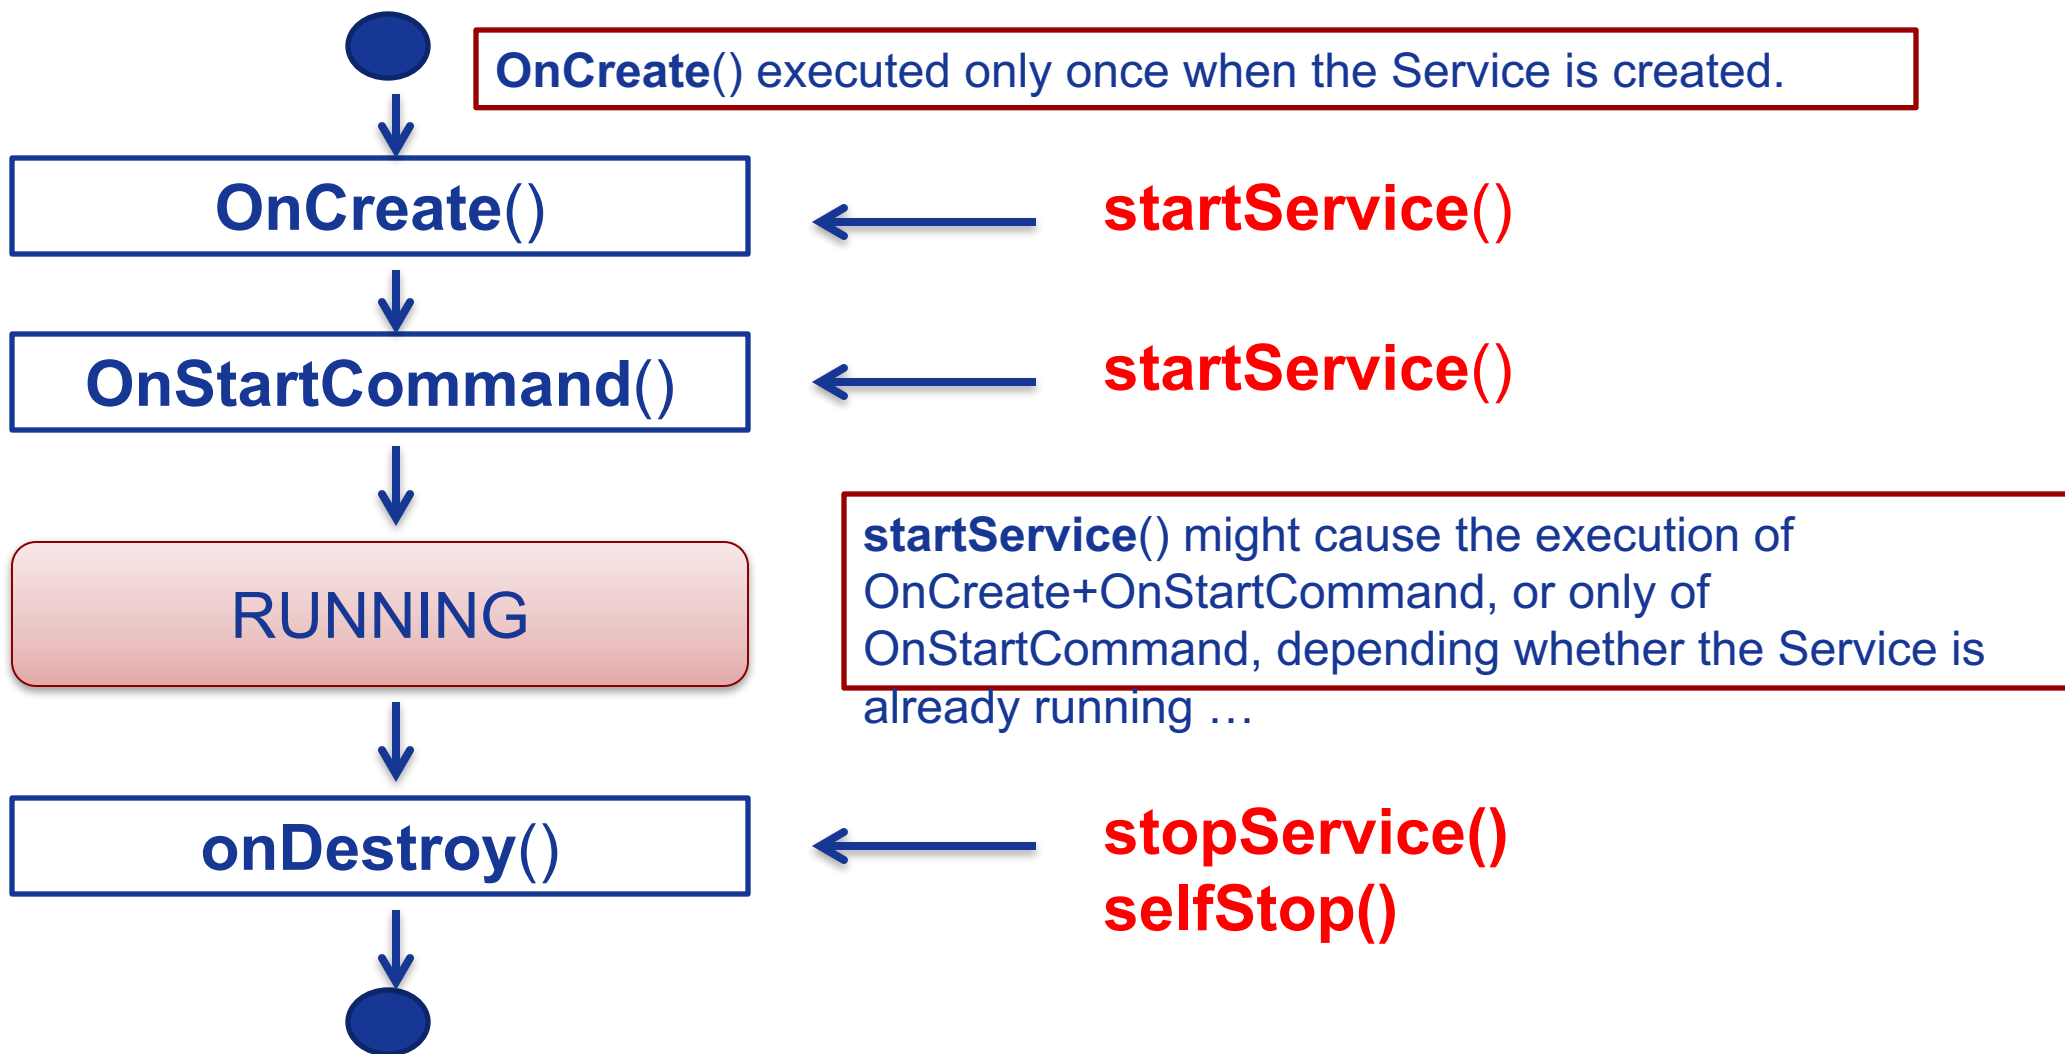 OnCreate() executed only once when the Service is created.
OnCreate()
startService()
OnStartCommand()
startService()
startService() might cause the execution of
OnCreate+OnStartCommand, or only of
OnStartCommand, depending whether the Service is
already running …
RUNNING
onDestroy()
stopService()
selfStop()